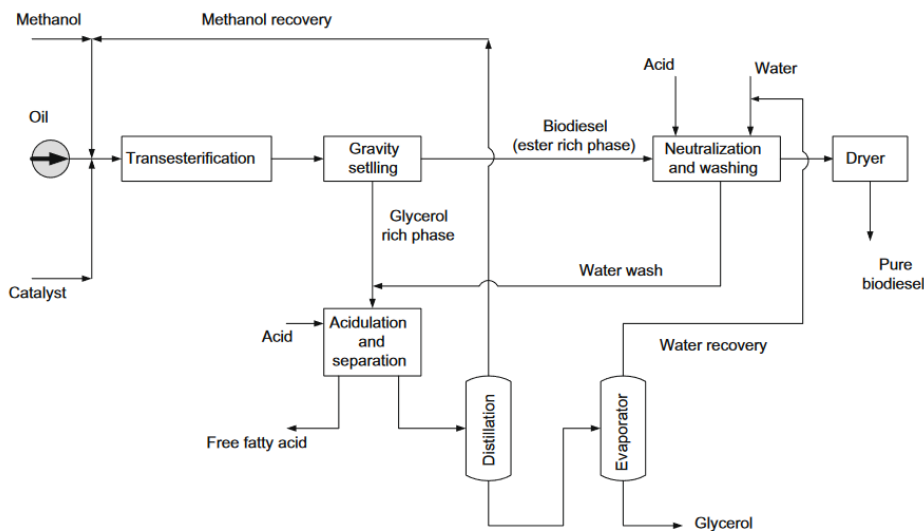 Methanol
Methanol recovery
Acid
Water
Oil
Biodiesel
(ester rich phase)
Transesterification
Gravity
setlling
Neutralization
and washing
Dryer
Glycerol
rich phase
Catalyst
Water wash
Pure
biodiesel
Acid
Acidulation
and
separation
Water recovery
Free fatty acid
Distillation
Evaporator
Glycerol